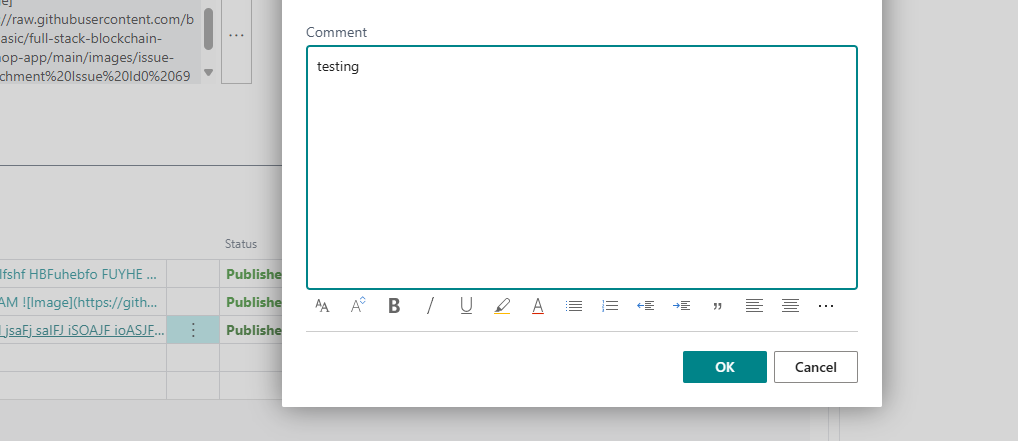 //raw.githubusercontent.com/b
asic/full-stack-blockchain-
op-app/main/images/issue-
chment%20Issue%20Id0%2069
Comment
testing
Status
lfshf HBFuhebfo FUYHE ...
Publishe
AM ![Image](https://gith...
Publishe
jsaFj saIFJ iSOAJF ioASJF...
Publishe
OK
Cancel